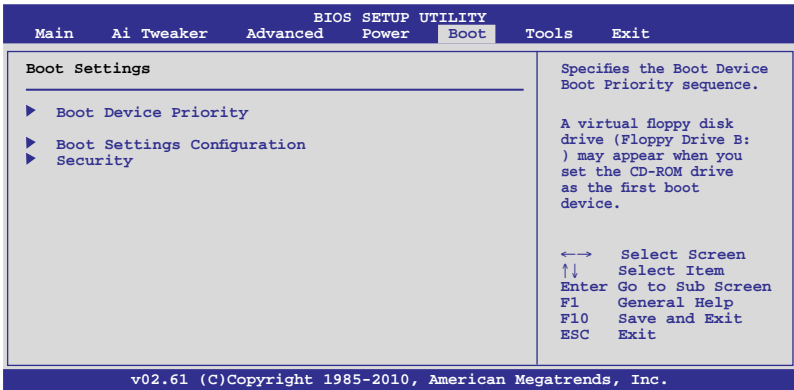 BIOS SETUP UTILITY
Main Ai Tweaker Advanced Power Boot Tools Exit
Boot Settings
Boot Device Priority
Boot Settings Configuration
Security
Specifies the Boot Device
Boot Priority sequence.
A virtual floppy disk
drive (Floppy Drive B:
) may appear when you
set the CD-ROM drive
as the first boot
device.
←→ Select Screen
↑↓ Select Item
Enter Go to Sub Screen
F1 General Help
F10 Save and Exit
ESC Exit
v02.61 (C)Copyright 1985-2010, American Megatrends, Inc.